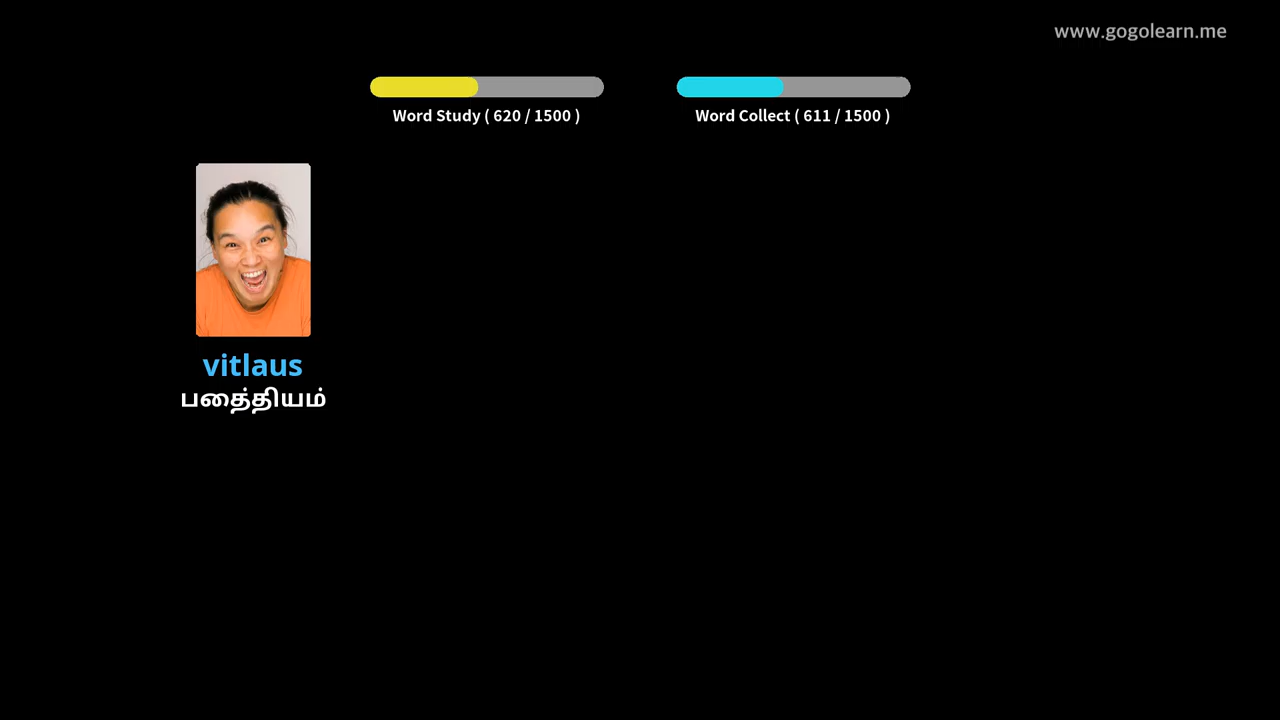 www.gogolearn.me
Word Study ( 620 / 1500 )
Word Collect ( 611 / 1500 )
vitlaus
பைத்தியம்